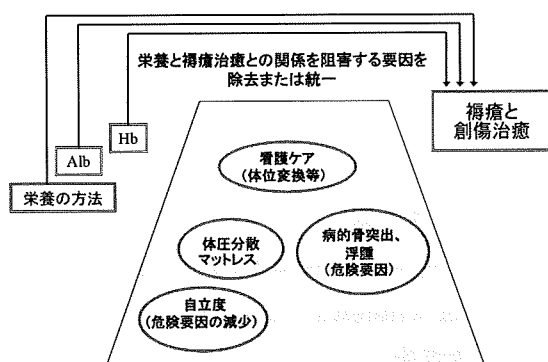 栄養と褥瘡治癒との関係を阻害する要因を
除去または統一
褥瘡と
創傷治癒
Hb
Alb
栄養の方法
看護ケア
(体位変換等)
体圧分散
マットレス
病的骨突出、
浮腫
(危険要因)
自立度
(危険要因の減少)